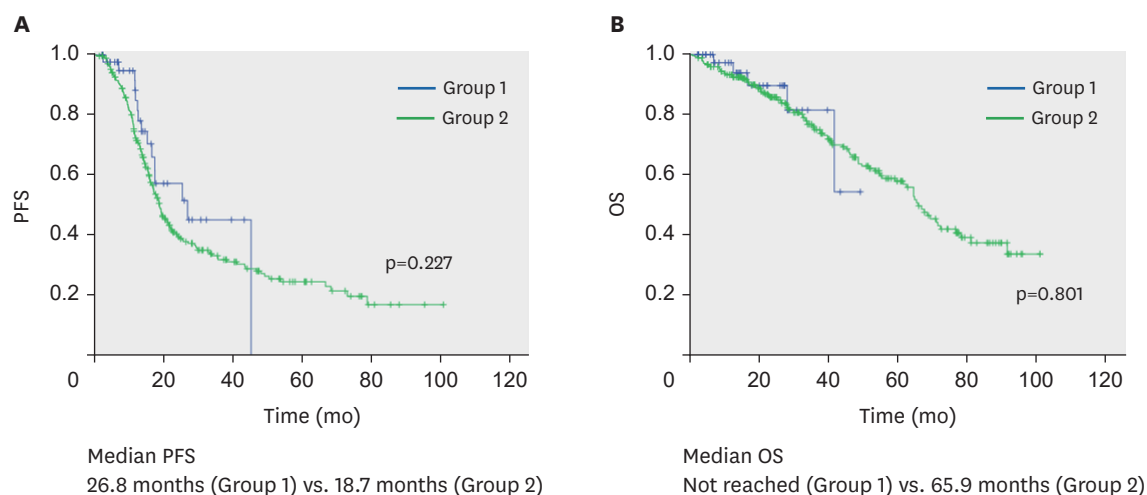 A
1.0
0.8
0.6
0.4
0.2
0
20
40
60
80
100
120
PFS
Time (mo)
Group 1
Group 2
p=0.227
Median PFS
26.8 months (Group 1) vs. 18.7 months (Group 2)
B
1.0
0.8
0.6
0.4
0.2
0
20
40
60
80
100
120
OS
Time (mo)
Group 1
Group 2
p=0.801
Median OS
Not reached (Group 1) vs. 65.9 months (Group 2)